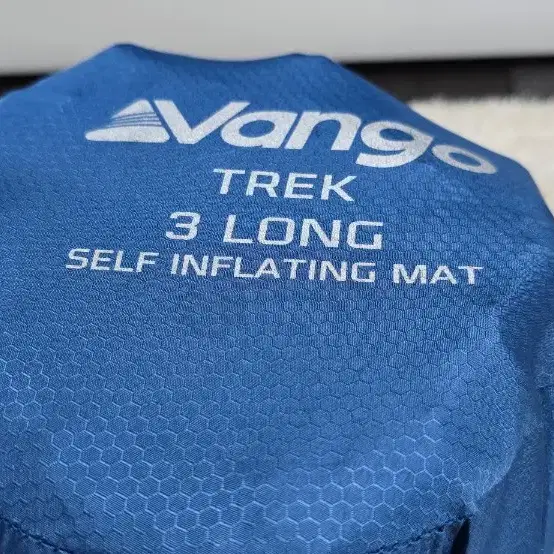 Vango
TREK
3 LONG
SELF INFLATING MAT